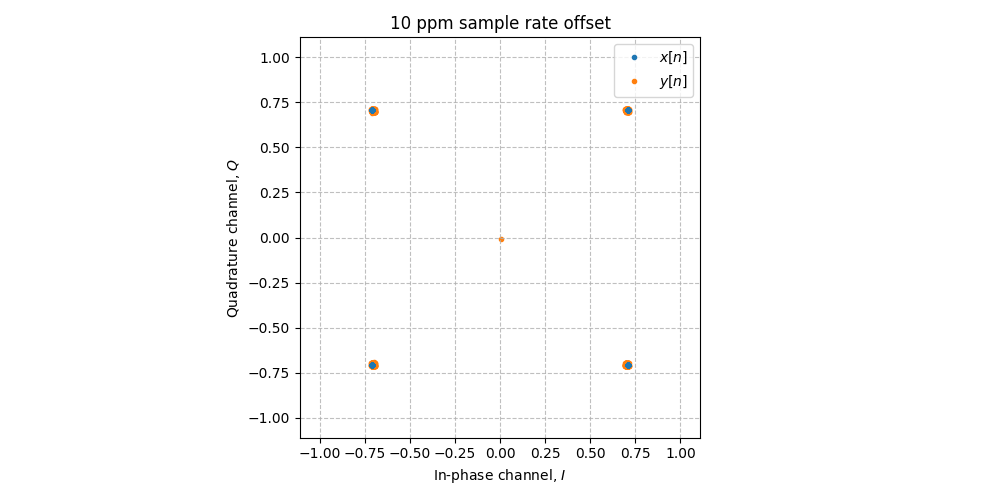 10 ppm sample rate offset
x[n]
y[n]
1.00
0.75
0.50
0.25
0.00
−0.25
−0.50
−0.75
−1.00
Quadrature channel, Q
−1.00 −0.75 −0.50 −0.25 0.00 0.25 0.50 0.75 1.00
In-phase channel, I